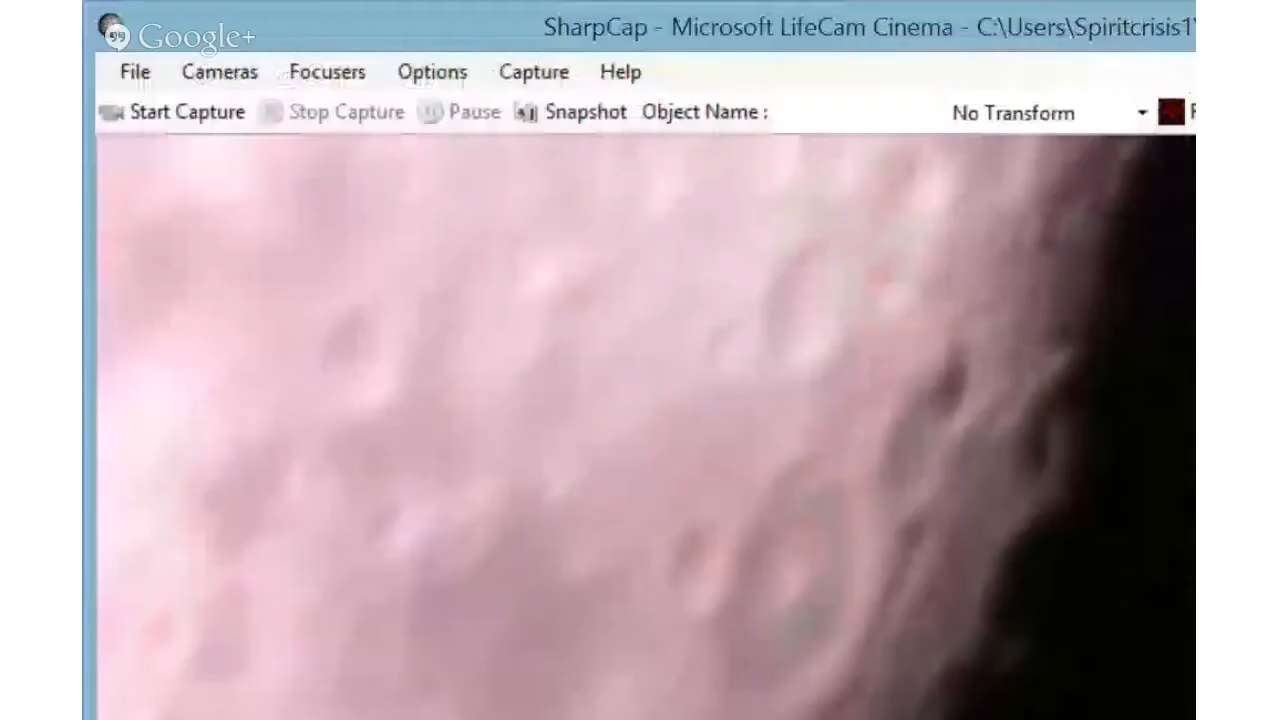 Google+
SharpCap - Microsoft LifeCam Cinema - C:\Users\Spiritcrisis1\
File Cameras Focusers Options Capture Help
Start Capture Stop Capture Pause Snapshot Object Name : No Transform